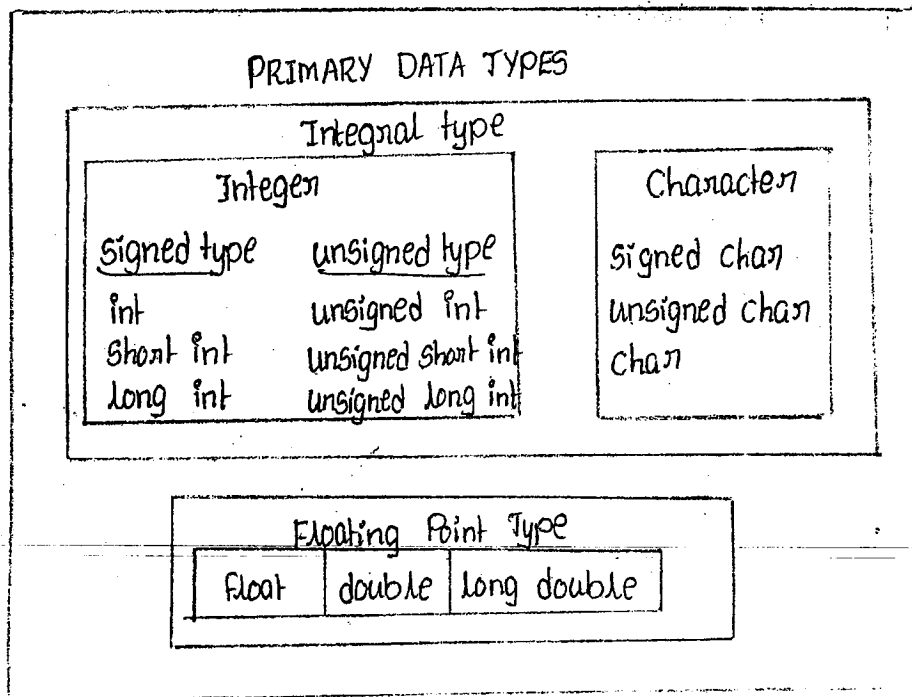 PRIMARY DATA TYPES
Integral type
Integer
signed type unsigned type
int unsigned int
short int unsigned short int
long int unsigned long int
Character
signed char
unsigned char
char
Floating Point Type
float double long double